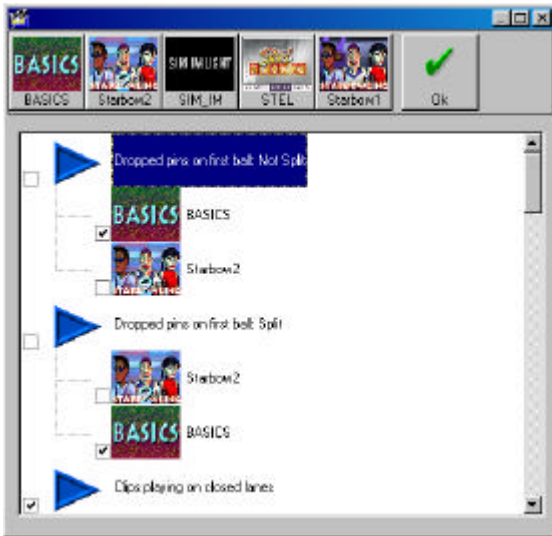 BASICS
SIM IM LIGHT
BASICS
Starbow2
SIM_IM
STEL
Starbow1
Ok
Dropped pins on first ball: Not Split
BASICS
BASICS
Starbow2
Dropped pins on first ball: Split
Starbow2
BASICS
BASICS
Clips playing on closed lanes